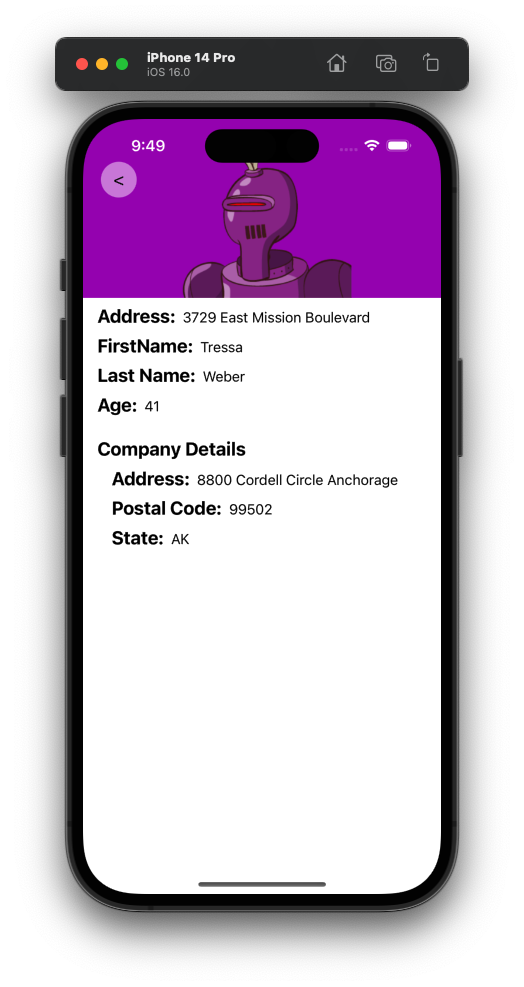 iPhone 14 Pro
iOS 16.0
9:49
<
Address: 3729 East Mission Boulevard
FirstName: Tressa
Last Name: Weber
Age: 41
Company Details
Address: 8800 Cordell Circle Anchorage
Postal Code: 99502
State: AK